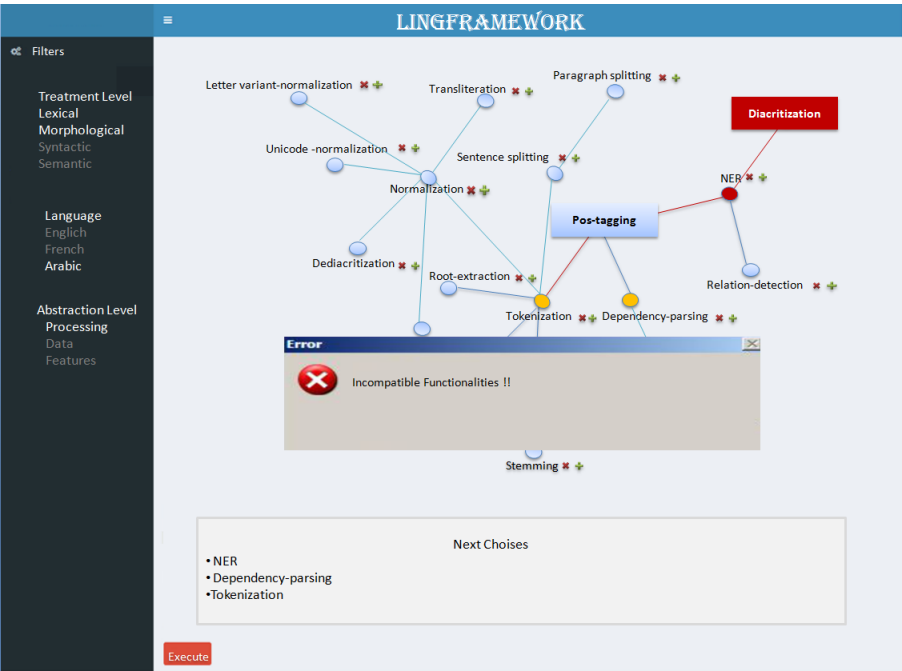 LINGFRAMEWORK
Filters
Treatment Level
Lexical
Morphological
Syntactic
Semantic
Language
Englich
French
Arabic
Abstraction Level
Processing
Data
Features
Letter variant-normalization
Transliteration
Paragraph splitting
Diacritization
Unicode -normalization
Sentence splitting
NER
Normalization
Pos-tagging
Dediacritization
Root-extraction
Relation-detection
Tokenization
Dependency-parsing
Error
Incompatible Functionalities !!
Stemming
Next Choises
• NER
• Dependency-parsing
•Tokenization
Execute